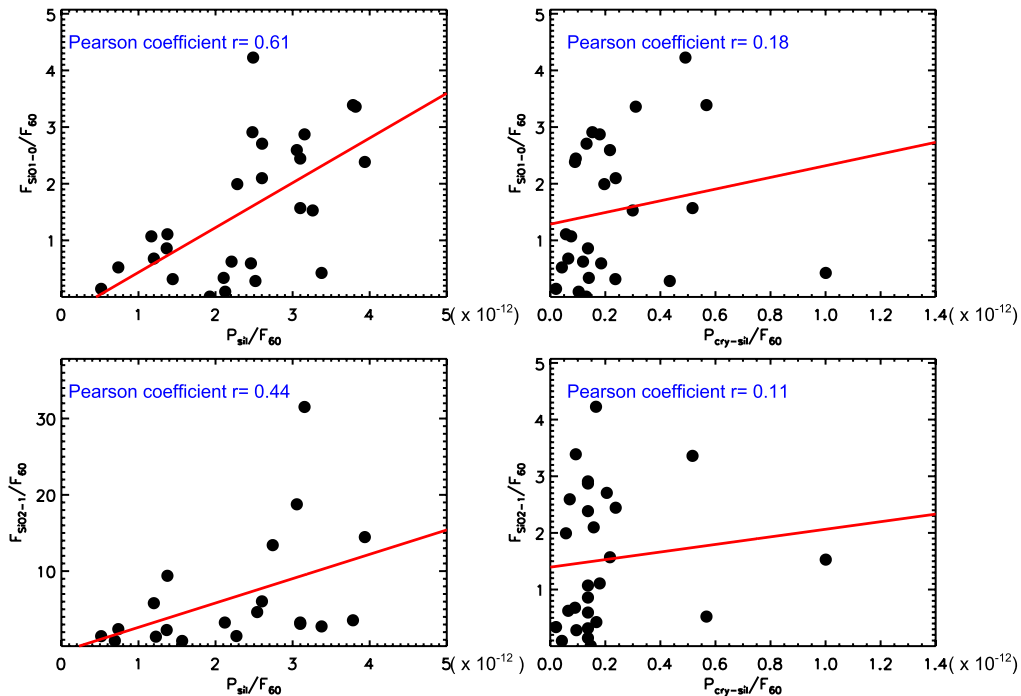 Pearson coefficient r= 0.61
5
4
3
2
1
F_SiO1-0/F_60
0 1 2 3 4 5 ( x 10^-12)
P_sil/F_60
Pearson coefficient r= 0.18
5
4
3
2
1
F_SiO1-0/F_60
0.0 0.2 0.4 0.6 0.8 1.0 1.2 1.4 ( x 10^-12)
P_cry-sil/F_60
Pearson coefficient r= 0.44
30
20
10
F_SiO2-1/F_60
0 1 2 3 4 5 ( x 10^-12 )
P_sil/F_60
Pearson coefficient r= 0.11
5
4
3
2
1
F_SiO2-1/F_60
0.0 0.2 0.4 0.6 0.8 1.0 1.2 1.4 ( x 10^-12)
P_cry-sil/F_60